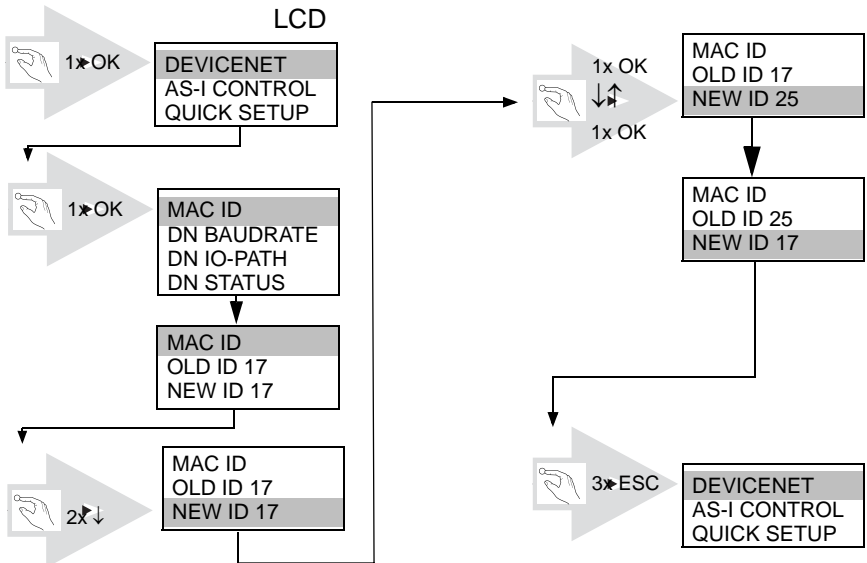 LCD
1x OK
DEVICENET
AS-I CONTROL
QUICK SETUP
1x OK
MAC ID
DN BAUDRATE
DN IO-PATH
DN STATUS
MAC ID
OLD ID 17
NEW ID 17
2x ↓
MAC ID
OLD ID 17
NEW ID 17
1x OK
↓↑
1x OK
MAC ID
OLD ID 17
NEW ID 25
MAC ID
OLD ID 25
NEW ID 17
3x ESC
DEVICENET
AS-I CONTROL
QUICK SETUP